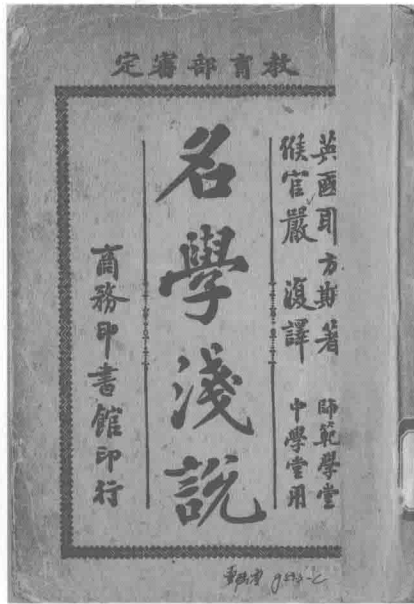 教育部審定
英國耳方斯著
師範學堂
侯官嚴復譯
中學堂用
名學淺說
商務印書館印行